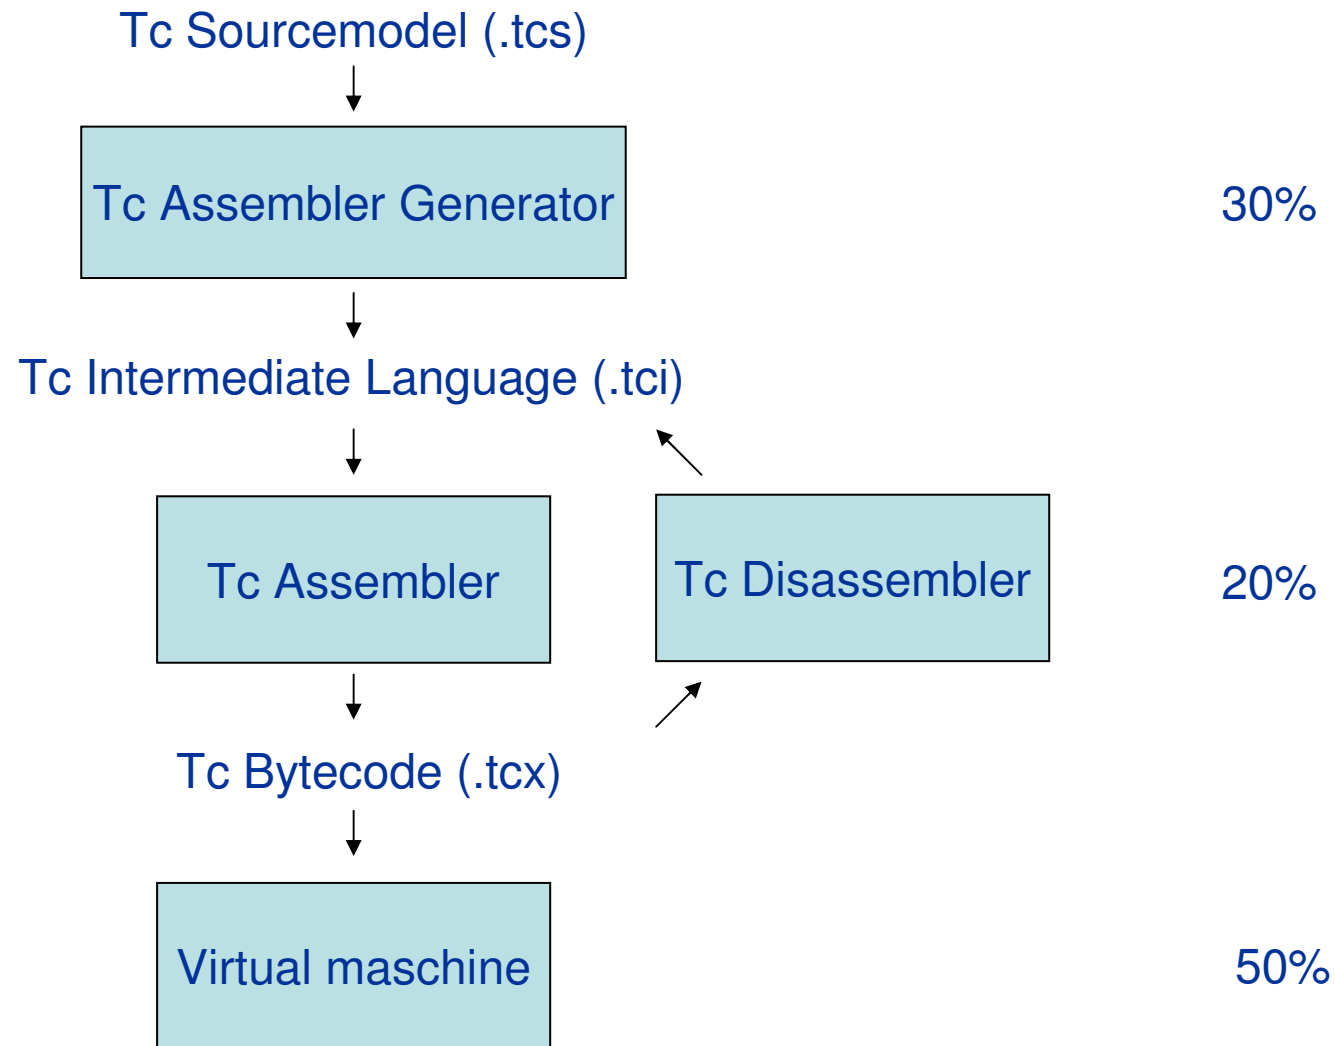 Tc Sourcemodel (.tcs)
Tc Assembler Generator
30%
Tc Intermediate Language (.tci)
Tc Assembler
Tc Disassembler
20%
Tc Bytecode (.tcx)
Virtual maschine
50%